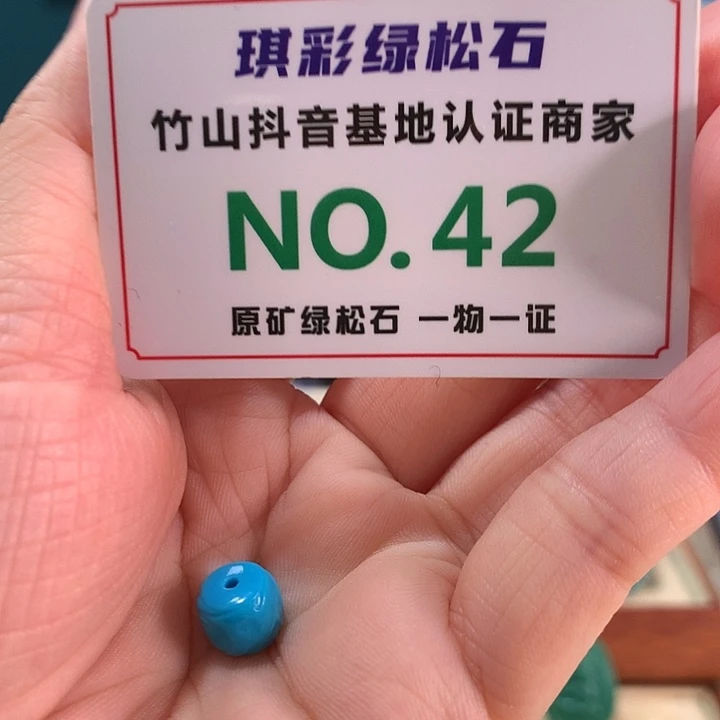 琪彩绿松石
竹山抖音基地认证商家
NO.42
原矿绿松石 一物一证